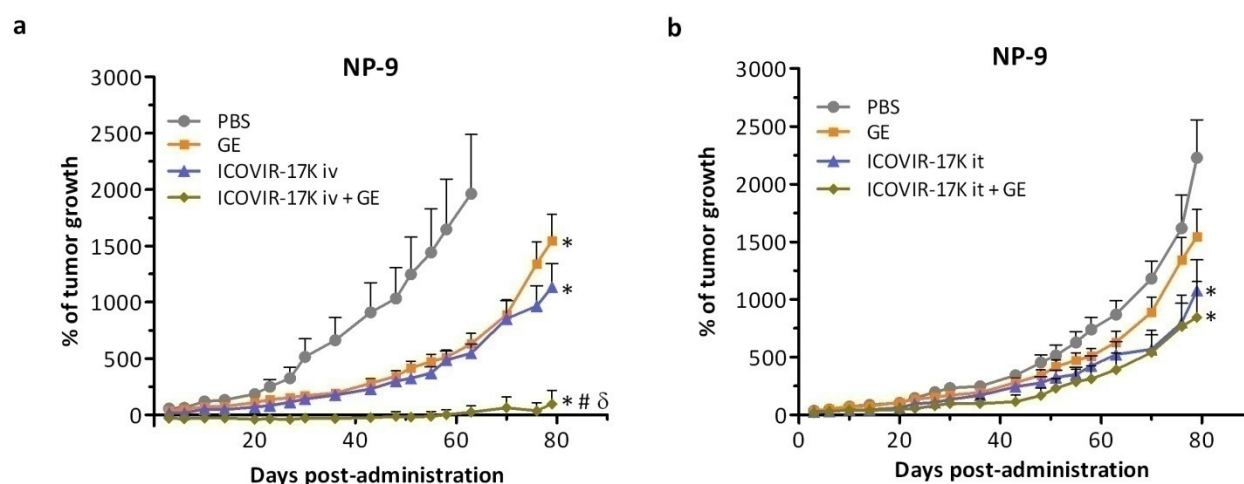 a
NP-9
3000
2500
2000
1500
1000
500
0
% of tumor growth
PBS
GE
ICOVIR-17K iv
ICOVIR-17K iv + GE
*
*
* # δ
20
40
60
80
Days post-administration
b
NP-9
3000
2500
2000
1500
1000
500
0
% of tumor growth
PBS
GE
ICOVIR-17K it
ICOVIR-17K it + GE
*
*
0
20
40
60
80
Days post-administration